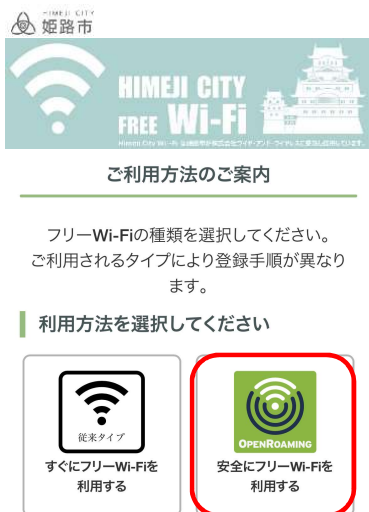 HIMEJI CITY
姫路市
HIMEJI CITY
FREE Wi-Fi
ご利用方法のご案内
フリーWi-Fiの種類を選択してください。
ご利用されるタイプにより登録手順が異なり
ます。
利用方法を選択してください
従来タイプ
すぐにフリーWi-Fiを
利用する
OPENROAMING
安全にフリーWi-Fiを
利用する